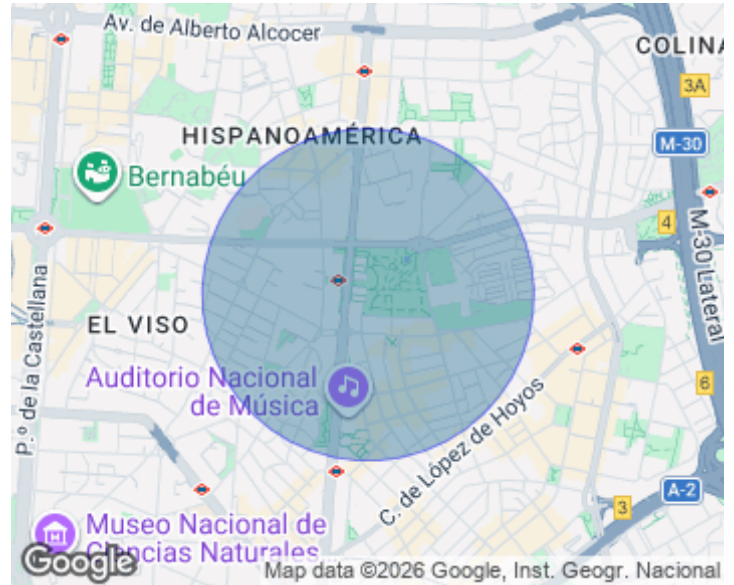 Av. de Alberto Alcocer
COLINA
3A
HISPANOAMÉRICA
M-30
Bernabéu
4
M-30 Lateral
P.º de la Castellana
EL VISO
Auditorio Nacional
de Música
6
C. de López de Hoyos
A-2
3
Museo Nacional de
Ciencias Naturales
Google
Map data ©2026 Google, Inst. Geogr. Nacional